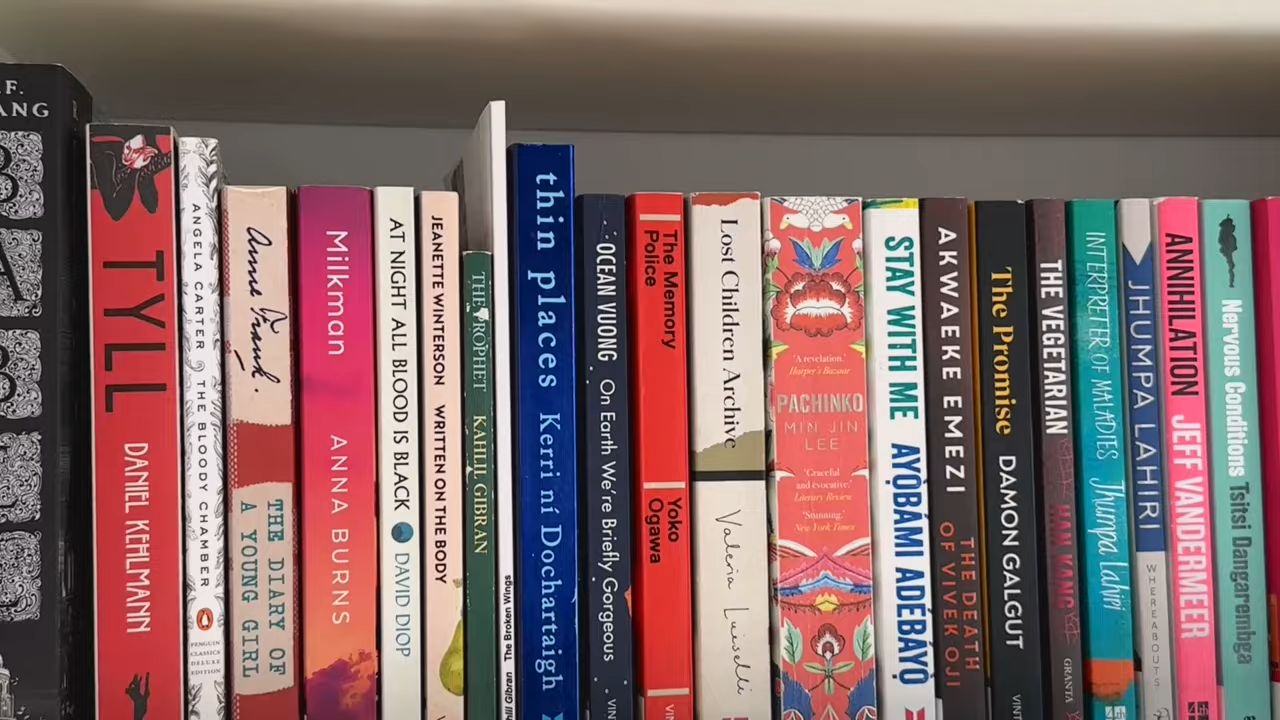 .F.
ANG
B
A
B
TYLL
DANIEL KEHLMANN
ANGELA CARTER
THE BLOODY CHAMBER
PENGUIN
CLASSICS
DELUXE
EDITION
Anne Frank.
THE DIARY OF
A YOUNG GIRL
Milkman
ANNA BURNS
AT NIGHT ALL BLOOD IS BLACK
DAVID DIOP
JEANETTE WINTERSON
WRITTEN ON THE BODY
THE PROPHET
KAHLIL GIBRAN
hlil Gibran The Broken Wings
thin places
Kerri ní Dochartaigh
OCEAN VUONG
On Earth We're Briefly Gorgeous
VINT
The Memory
Police
Yoko
Ogawa
VIN
Lost Children Archive
Valeria Luiselli
'A revelation.'
Harper's Bazaar
PACHINKO
MIN JIN
LEE
'Graceful
and evocative.'
Literary Review
'Stunning.'
New York Times
STAY WITH ME
AYỌ̀BÁMI ADÉBÁYỌ̀
AKWAEKE EMEZI
THE DEATH
OF VIVEK OJI
The Promise
DAMON GALGUT
VINT
THE VEGETARIAN
HAN KANG
GRANTA
INTERPRETER OF MALADIES
Jhumpa Lahiri
JHUMPA LAHIRI
WHEREABOUTS
ANNIHILATION
JEFF VANDERMEER
Nervous Conditions
Tsitsi Dangarembga